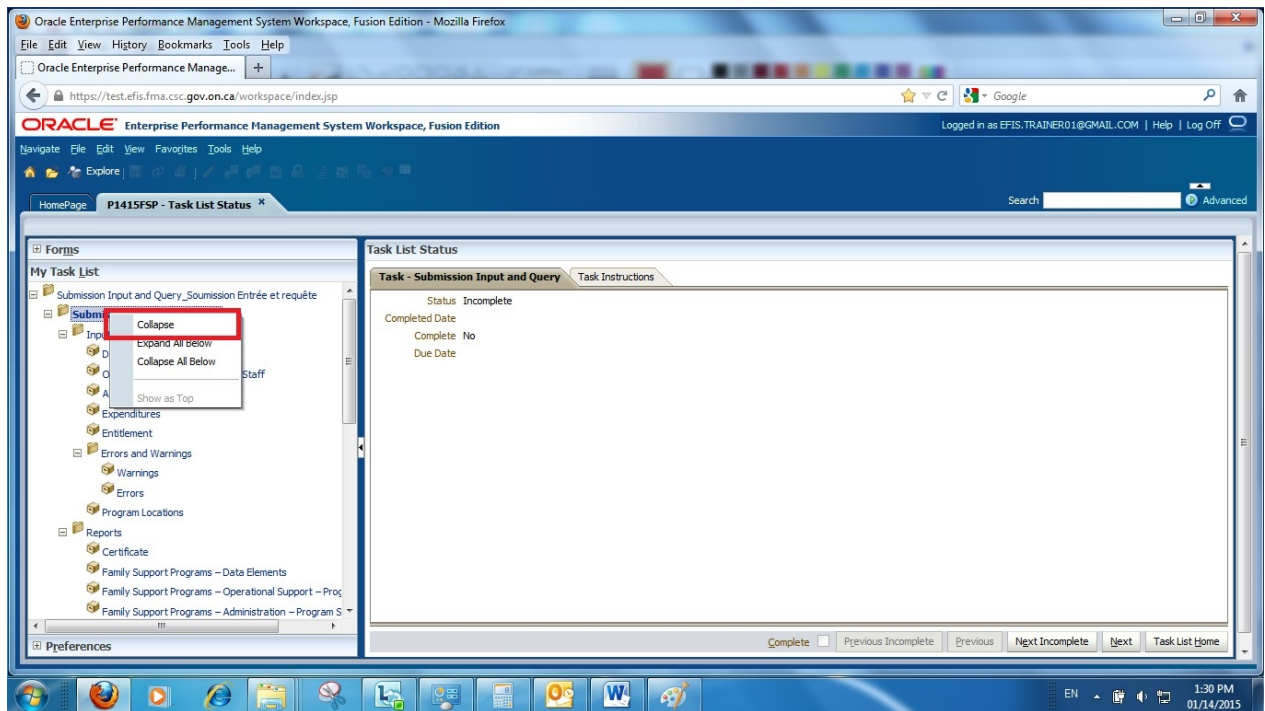 Oracle Enterprise Performance Management System Workspace, Fusion Edition - Mozilla Firefox
File Edit View History Bookmarks Tools Help
Oracle Enterprise Performance Manage... +
https://test.efis.fma.csc.gov.on.ca/workspace/index.jsp Google
ORACLE Enterprise Performance Management System Workspace, Fusion Edition Logged in as EFIS.TRAINER01@GMAIL.COM | Help | Log Off
Navigate File Edit View Favorites Tools Help
Explore
HomePage P1415FSP - Task List Status × Search Advanced
Forms
My Task List
Submission Input and Query_Soumission Entrée et requête
Collapse
Expand All Below
Collapse All Below
Staff
Show as Top
Expenditures
Entitlement
Errors and Warnings
Warnings
Errors
Program Locations
Reports
Certificate
Family Support Programs – Data Elements
Family Support Programs – Operational Support – Prog
Family Support Programs – Administration – Program S
Preferences
Task List Status
Task - Submission Input and Query Task Instructions
Status Incomplete
Completed Date
Complete No
Due Date
Complete Previous Incomplete Previous Next Incomplete Next Task List Home
EN 1:30 PM
01/14/2015